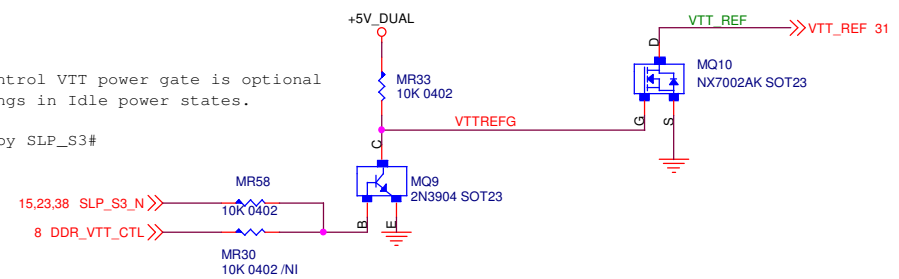 +5V_DUAL
VTT_REF
VTT_REF 31
D
MQ10
NX7002AK SOT23
ntrol VTT power gate is optional
ngs in Idle power states.
MR33
10K 0402
VTTREFG
G
S
by SLP_S3#
C
MQ9
2N3904 SOT23
MR58
10K 0402
15,23,38 SLP_S3_N
B
E
8 DDR_VTT_CTL
MR30
10K 0402 /NI